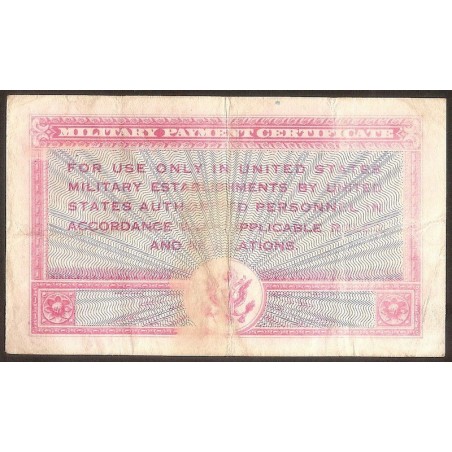 MILITARY PAYMENT CERTIFICATE
FOR USE ONLY IN UNITED STATES
MILITARY ESTABLISHMENTS BY UNITED
STATES AUTHORIZED PERSONNEL IN
ACCORDANCE WITH APPLICABLE RULES
AND REGULATIONS.